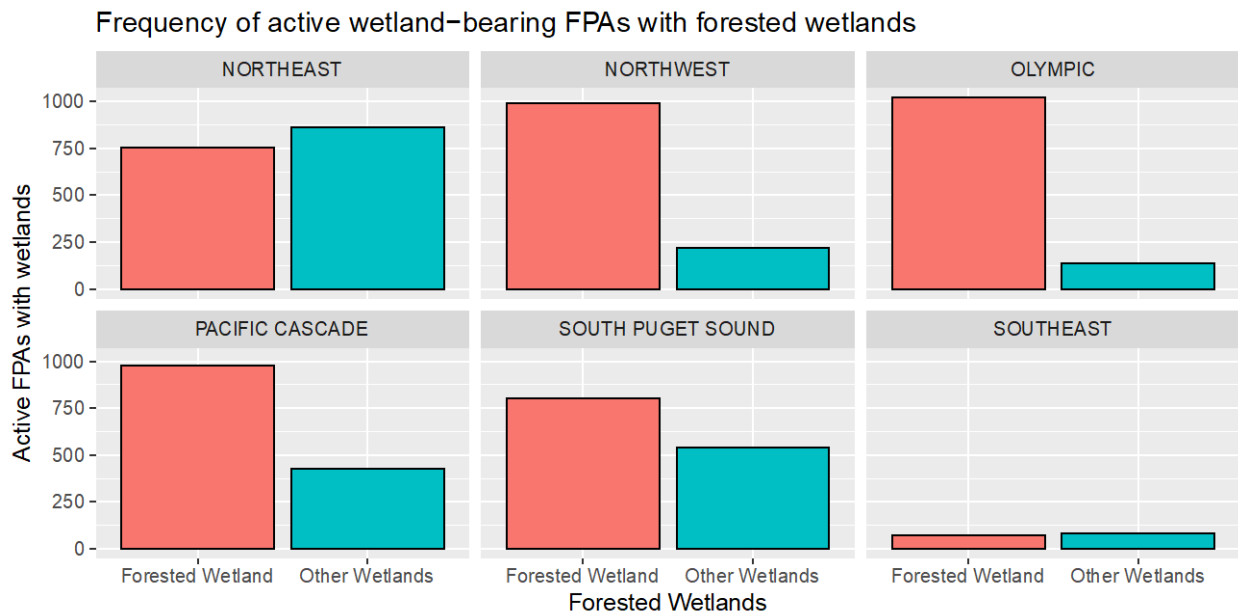 Frequency of active wetland−bearing FPAs with forested wetlands
NORTHEAST
NORTHWEST
OLYMPIC
1000
750
500
250
0
PACIFIC CASCADE
SOUTH PUGET SOUND
SOUTHEAST
1000
750
500
250
0
Active FPAs with wetlands
Forested Wetland
Other Wetlands
Forested Wetland
Other Wetlands
Forested Wetland
Other Wetlands
Forested Wetlands